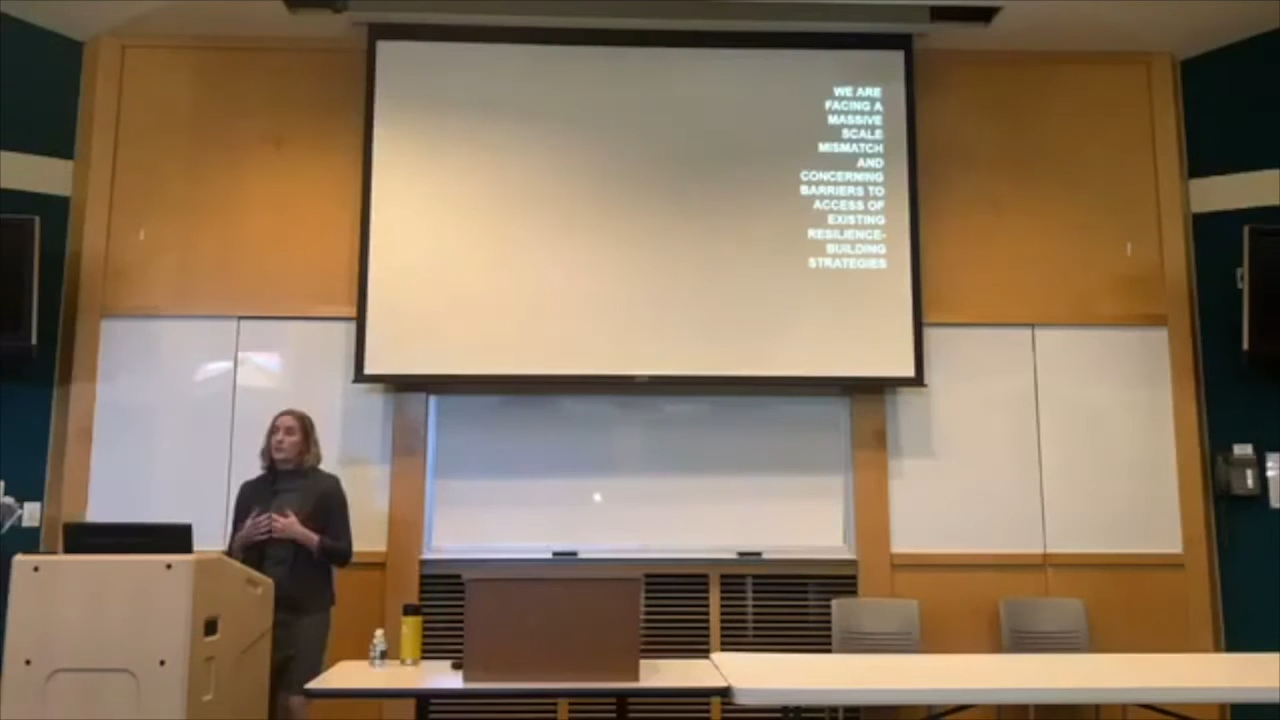 WE ARE
FACING A
MASSIVE
SCALE
MISMATCH
AND
CONCERNING
BARRIERS TO
ACCESS OF
EXISTING
RESILIENCE-
BUILDING
STRATEGIES